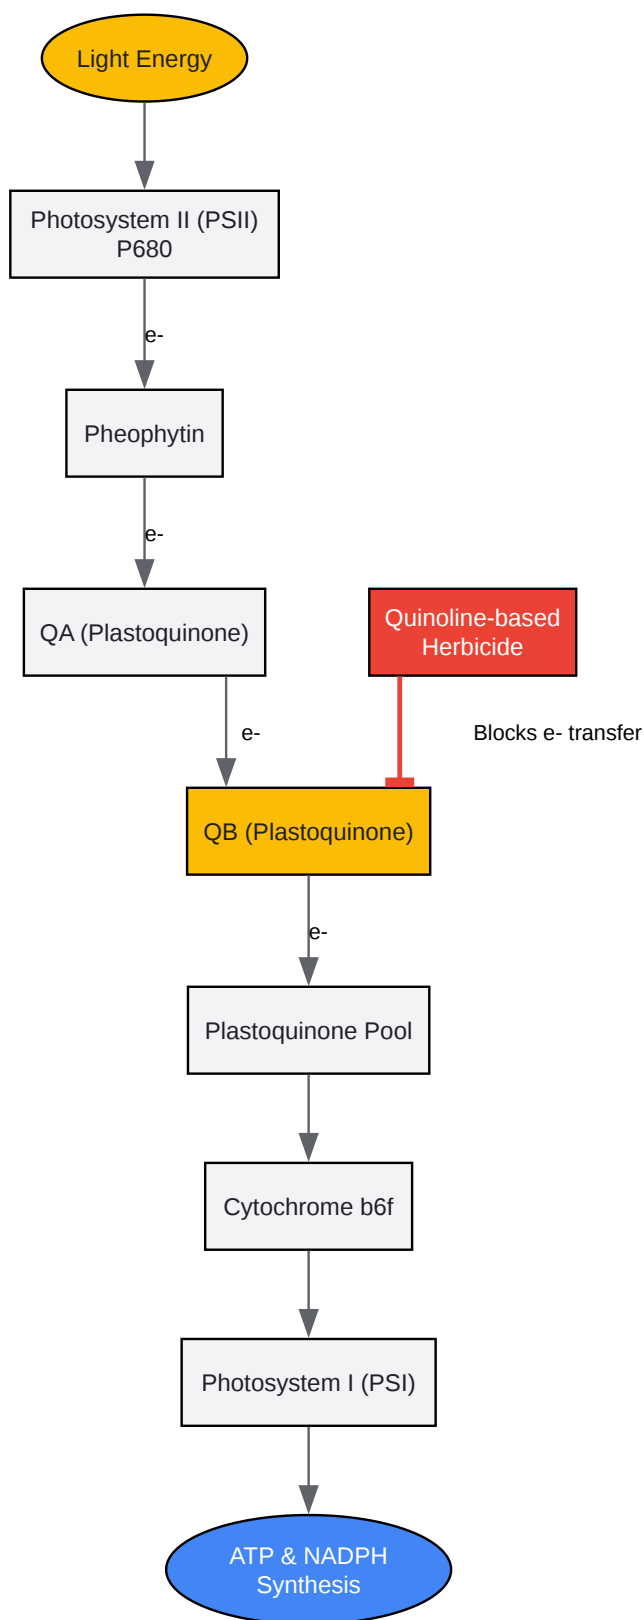 Light Energy
Photosystem II (PSII)
P680
e-
Pheophytin
e-
QA (Plastoquinone)
Quinoline-based
Herbicide
e-
Blocks e- transfer
QB (Plastoquinone)
e-
Plastoquinone Pool
Cytochrome b6f
Photosystem I (PSI)
ATP & NADPH
Synthesis